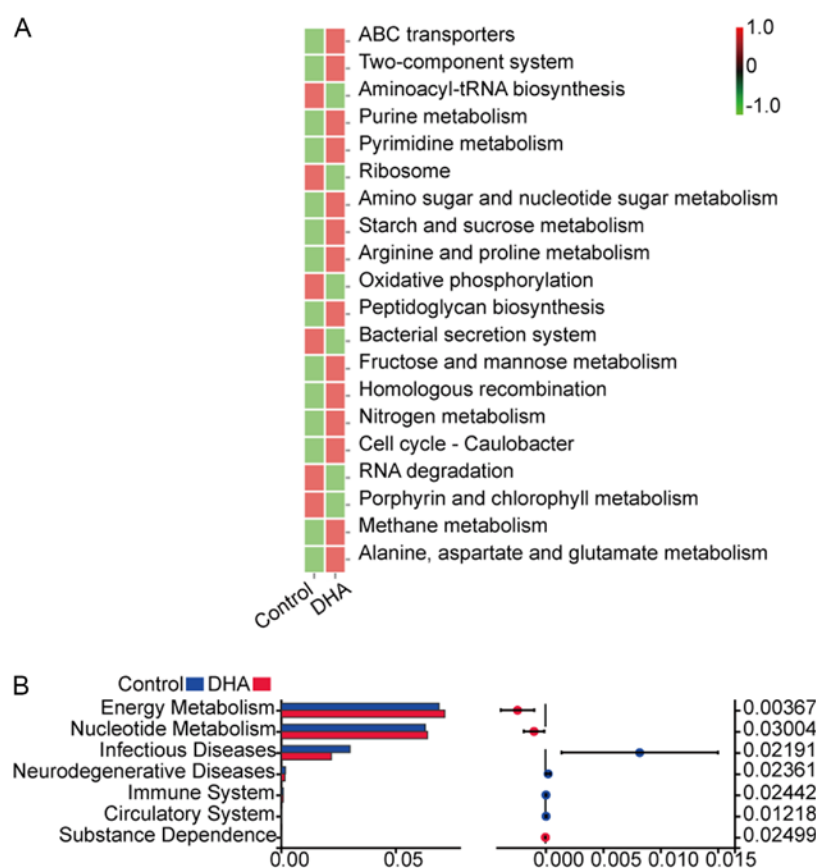 A
ABC transporters
Two-component system
Aminoacyl-tRNA biosynthesis
Purine metabolism
Pyrimidine metabolism
Ribosome
Amino sugar and nucleotide sugar metabolism
Starch and sucrose metabolism
Arginine and proline metabolism
Oxidative phosphorylation
Peptidoglycan biosynthesis
Bacterial secretion system
Fructose and mannose metabolism
Homologous recombination
Nitrogen metabolism
Cell cycle - Caulobacter
RNA degradation
Porphyrin and chlorophyll metabolism
Methane metabolism
Alanine, aspartate and glutamate metabolism
1.0
0
-1.0
Control DHA
B
Control DHA
Energy Metabolism 0.00367
Nucleotide Metabolism 0.03004
Infectious Diseases 0.02191
Neurodegenerative Diseases 0.02361
Immune System 0.02442
Circulatory System 0.01218
Substance Dependence 0.02499
0.00 0.05 0.000 0.005 0.010 0.015